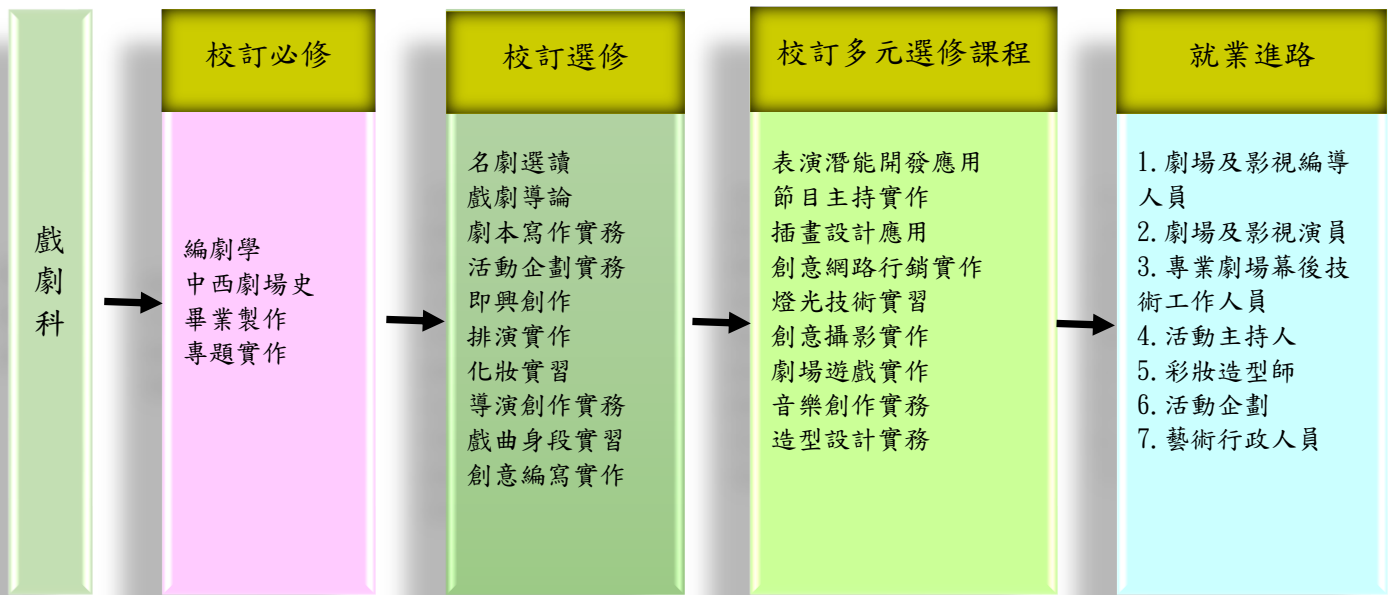 戲劇科
校訂必修
編劇學
中西劇場史
畢業製作
專題實作
校訂選修
名劇選讀
戲劇導論
劇本寫作實務
活動企劃實務
即興創作
排演實作
化妝實習
導演創作實務
戲曲身段實習
創意編寫實作
校訂多元選修課程
表演潛能開發應用
節目主持實作
插畫設計應用
創意網路行銷實作
燈光技術實習
創意攝影實作
劇場遊戲實作
音樂創作實務
造型設計實務
就業進路
1.劇場及影視編導
人員
2.劇場及影視演員
3.專業劇場幕後技
術工作人員
4.活動主持人
5.彩妝造型師
6.活動企劃
7.藝術行政人員